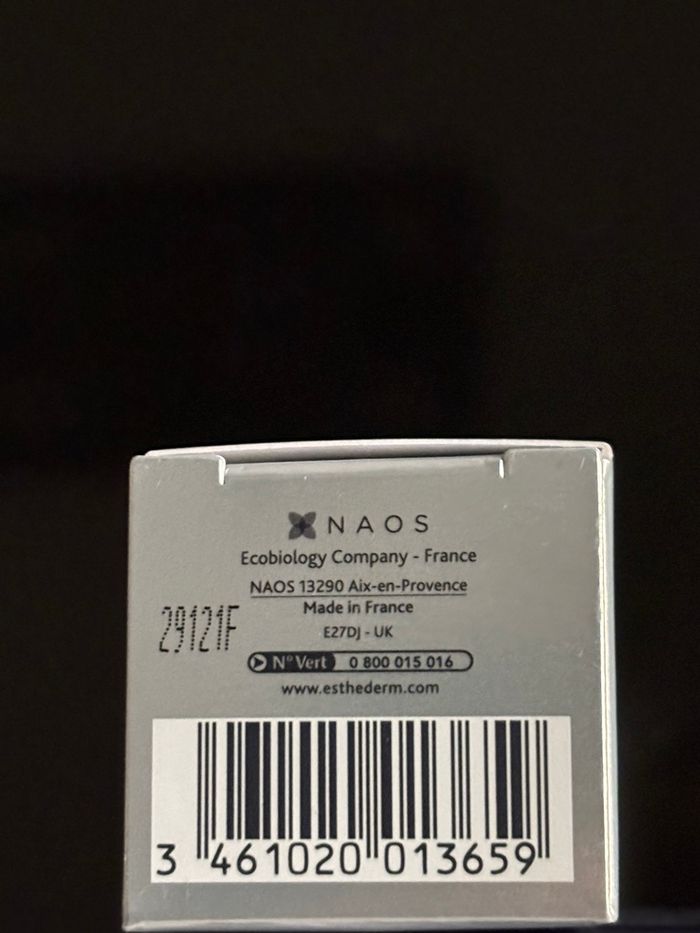 NAOS
Ecobiology Company - France
NAOS 13290 Aix-en-Provence
Made in France
29121F
E27DJ - UK
N° Vert 0 800 015 016
www.esthederm.com
3 461020 013659